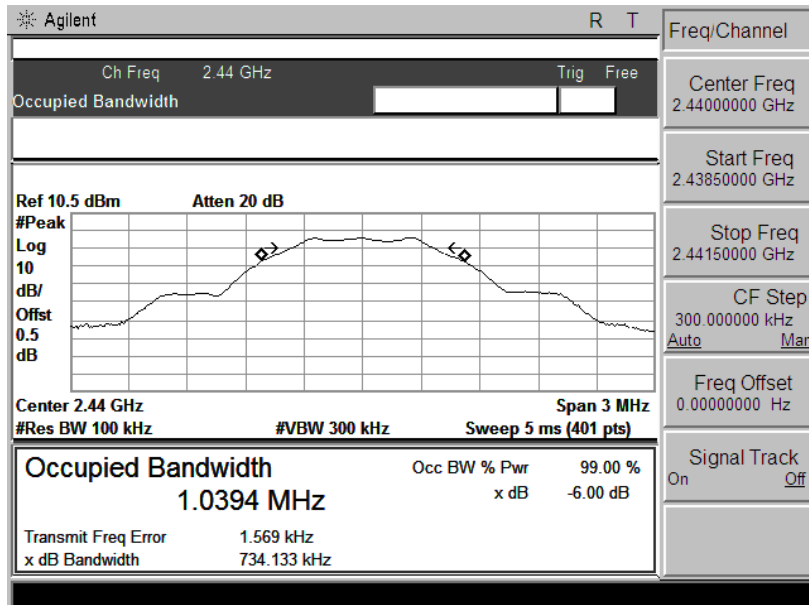 Agilent R T
Ch Freq 2.44 GHz Trig Free
Occupied Bandwidth
Ref 10.5 dBm Atten 20 dB
#Peak
Log
10
dB/
Offst
0.5
dB
Center 2.44 GHz Span 3 MHz
#Res BW 100 kHz #VBW 300 kHz Sweep 5 ms (401 pts)
Occupied Bandwidth Occ BW % Pwr 99.00 %
1.0394 MHz x dB -6.00 dB
Transmit Freq Error 1.569 kHz
x dB Bandwidth 734.133 kHz
Freq/Channel
Center Freq
2.44000000 GHz
Start Freq
2.43850000 GHz
Stop Freq
2.44150000 GHz
CF Step
300.000000 kHz
Auto Man
Freq Offset
0.00000000 Hz
Signal Track
On Off